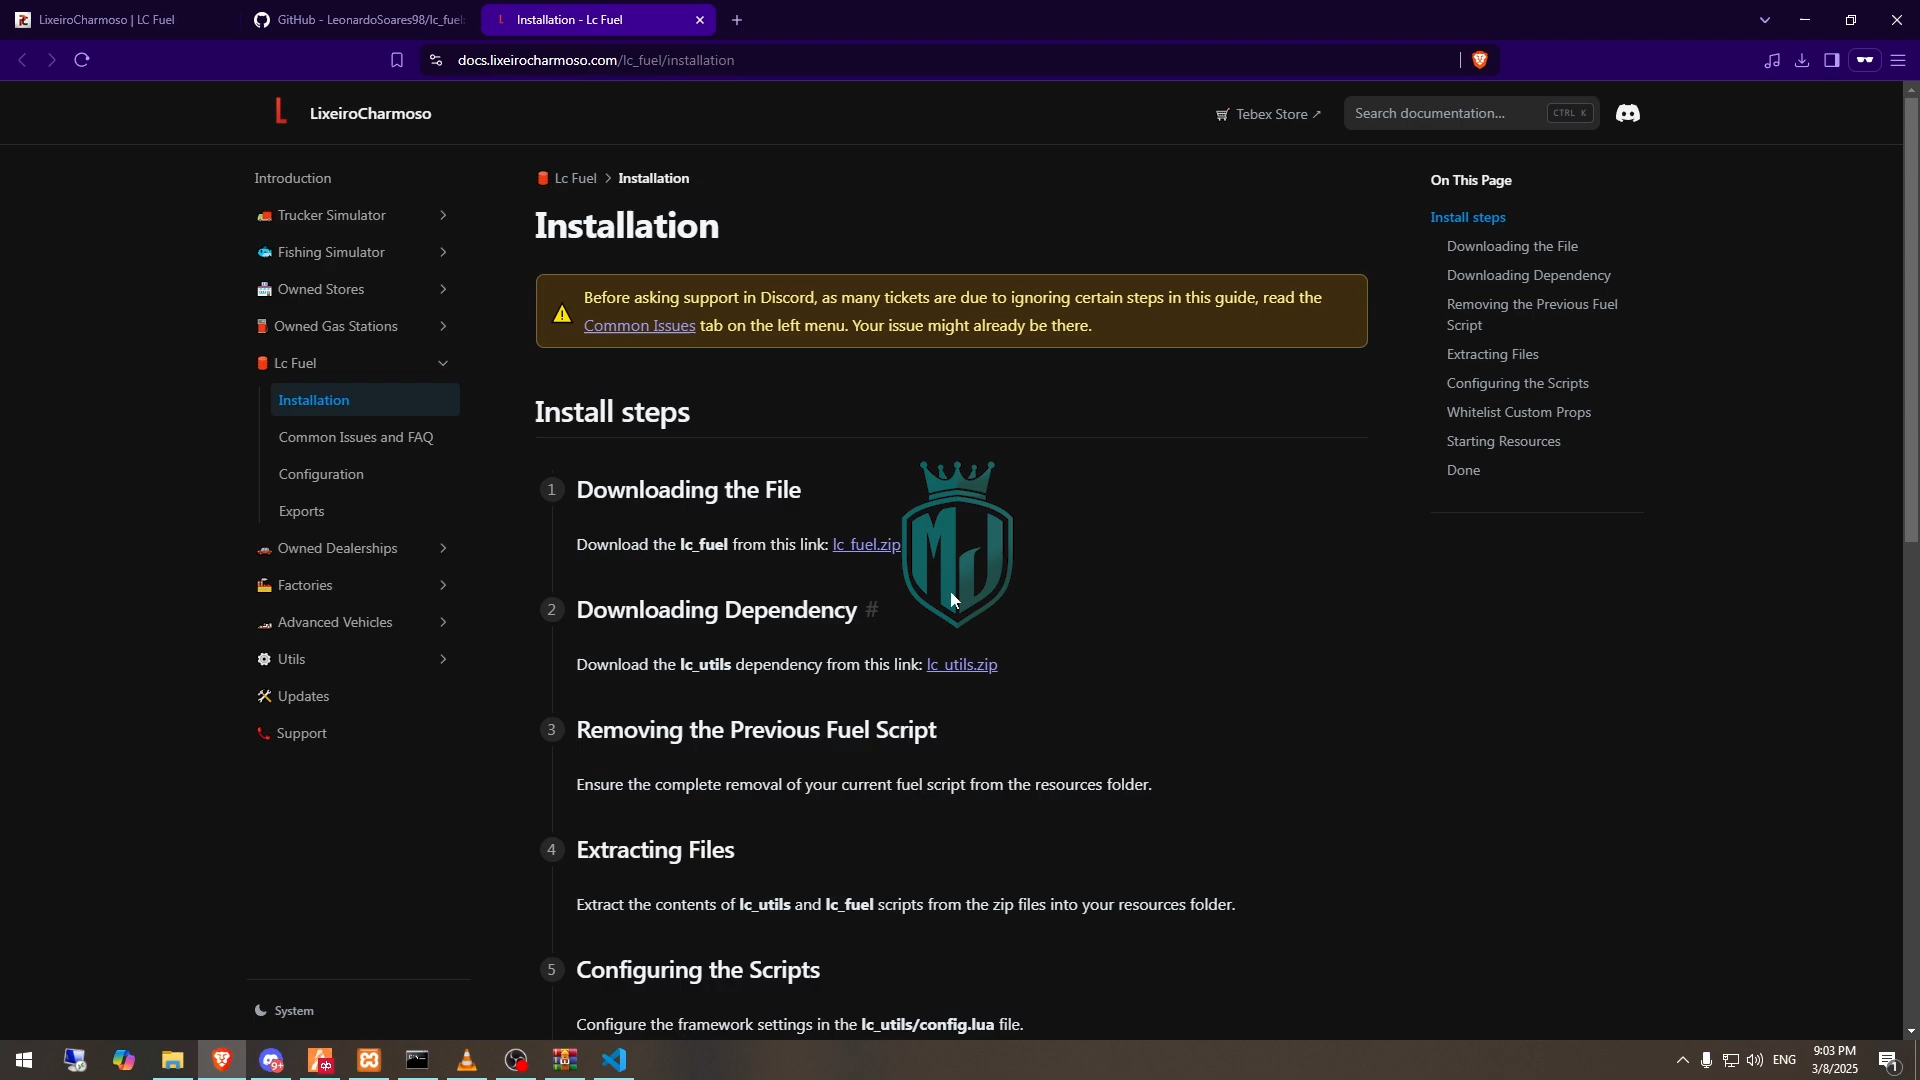 LixeiroCharmoso | LC Fuel
GitHub - LeonardoSoares98/lc_fuel:
Installation - Lc Fuel
docs.lixeirocharmoso.com/lc_fuel/installation
L
LixeiroCharmoso
Tebex Store ↗
Search documentation...
CTRL K
Introduction
Trucker Simulator
Fishing Simulator
Owned Stores
Owned Gas Stations
Lc Fuel
Installation
Common Issues and FAQ
Configuration
Exports
Owned Dealerships
Factories
Advanced Vehicles
Utils
Updates
Support
System
Lc Fuel > Installation
Installation
Before asking support in Discord, as many tickets are due to ignoring certain steps in this guide, read the
Common Issues tab on the left menu. Your issue might already be there.
Install steps
1 Downloading the File
Download the lc_fuel from this link: lc_fuel.zip
MJ
2 Downloading Dependency #
Download the lc_utils dependency from this link: lc_utils.zip
3 Removing the Previous Fuel Script
Ensure the complete removal of your current fuel script from the resources folder.
4 Extracting Files
Extract the contents of lc_utils and lc_fuel scripts from the zip files into your resources folder.
5 Configuring the Scripts
Configure the framework settings in the lc_utils/config.lua file.
On This Page
Install steps
Downloading the File
Downloading Dependency
Removing the Previous Fuel
Script
Extracting Files
Configuring the Scripts
Whitelist Custom Props
Starting Resources
Done
9+
ENG
9:03 PM
3/8/2025
1